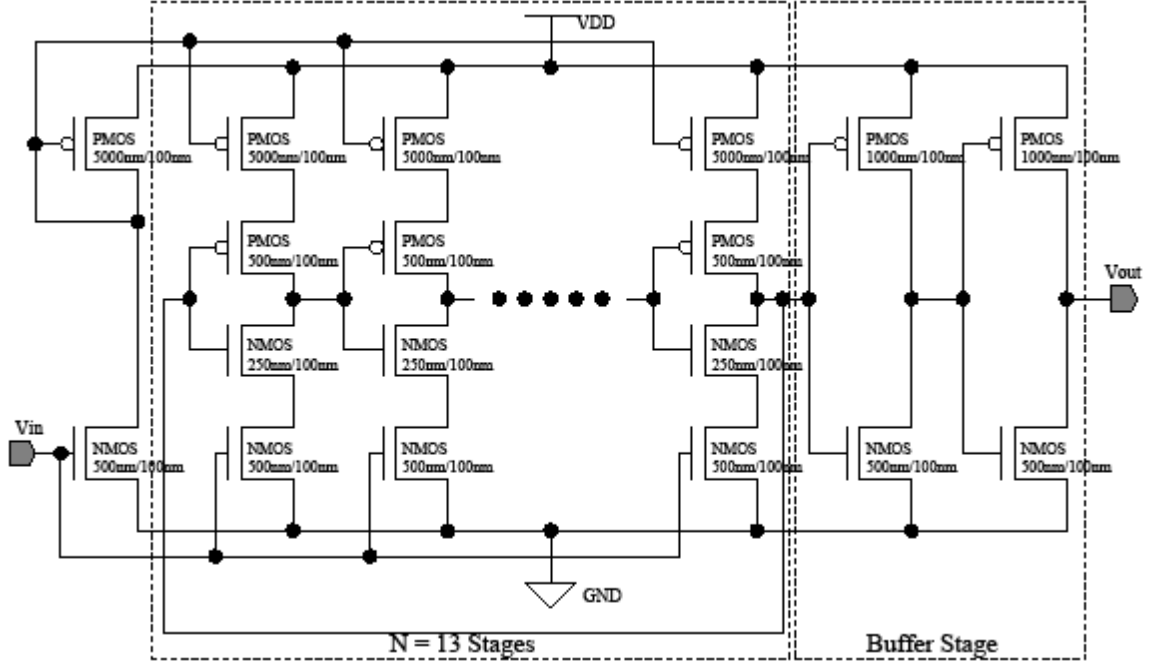 VDD
PMOS
5000nm/100nm
PMOS
5000nm/100nm
PMOS
5000nm/100nm
PMOS
5000nm/100nm
PMOS
1000nm/100nm
PMOS
1000nm/100nm
PMOS
500nm/100nm
PMOS
500nm/100nm
PMOS
500nm/100nm
Vout
NMOS
250nm/100nm
NMOS
250nm/100nm
NMOS
250nm/100nm
Vin
NMOS
500nm/100nm
NMOS
500nm/100nm
NMOS
500nm/100nm
NMOS
500nm/100nm
NMOS
500nm/100nm
NMOS
500nm/100nm
GND
N = 13 Stages
Buffer Stage